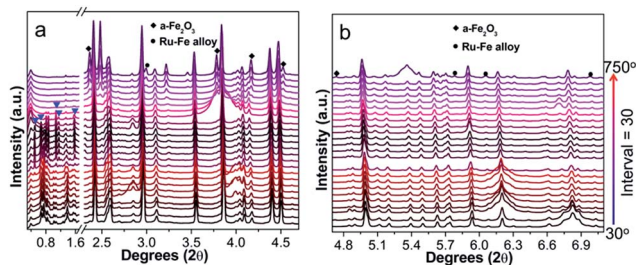 a
◆ a-Fe₂O₃
● Ru-Fe alloy
Intensity (a.u.)
0.8 1.6 2.5 3.0 3.5 4.0 4.5
Degrees (2θ)
b
◆ a-Fe₂O₃
● Ru-Fe alloy
750°
Interval = 30
30°
Intensity (a.u.)
4.8 5.1 5.4 5.7 6.0 6.3 6.6 6.9
Degrees (2θ)